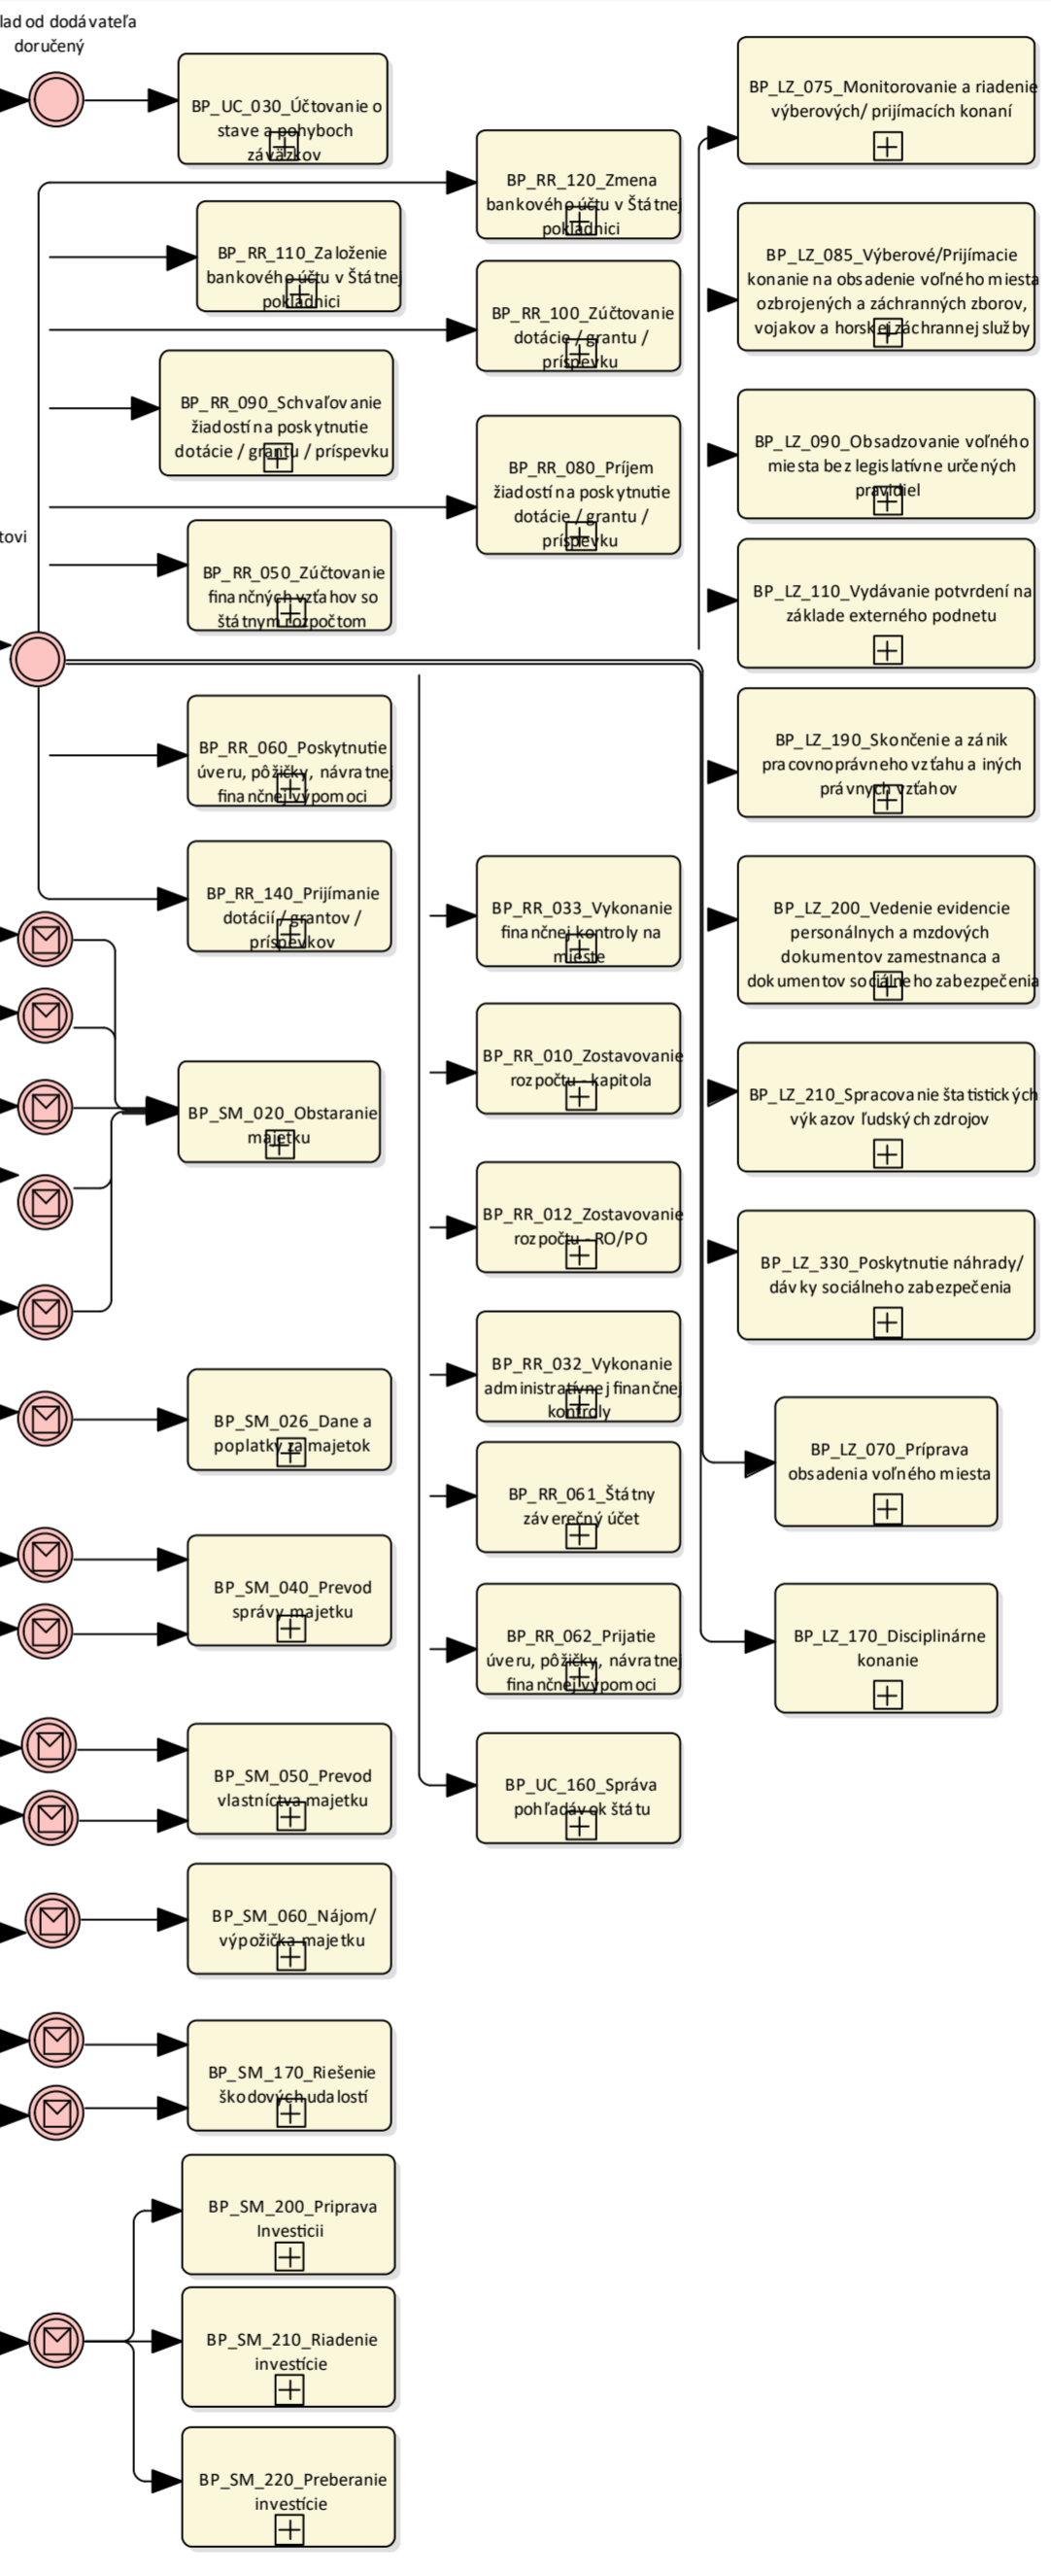 lad od dodávateľa
doručený
BP_UC_030_Účtovanie o
stave a pohyboch
záväzkov
BP_RR_110_Založenie
bankového účtu v Štátnej
pokladnici
BP_RR_090_Schvaľovanie
žiadostí na poskytnutie
dotácie / grantu / príspevku
tovi
BP_RR_050_Zúčtovanie
finančných vzťahov so
štátnym rozpočtom
BP_RR_060_Poskytnutie
úveru, pôžičky, návratnej
finančnej výpomoci
BP_RR_140_Prijímanie
dotácií / grantov /
príspevkov
BP_SM_020_Obstaranie
majetku
BP_SM_026_Dane a
poplatky za majetok
BP_SM_040_Prevod
správy majetku
BP_SM_050_Prevod
vlastníctva majetku
BP_SM_060_Nájom/
výpožička majetku
BP_SM_170_Riešenie
škodových udalostí
BP_SM_200_Priprava
Investicii
BP_SM_210_Riadenie
investície
BP_SM_220_Preberanie
investície
BP_RR_120_Zmena
bankového účtu v Štátnej
pokladnici
BP_RR_100_Zúčtovanie
dotácie / grantu /
príspevku
BP_RR_080_Príjem
žiadostí na poskytnutie
dotácie / grantu /
príspevku
BP_RR_033_Vykonanie
finančnej kontroly na
mieste
BP_RR_010_Zostavovanie
rozpočtu - kapitola
BP_RR_012_Zostavovanie
rozpočtu - RO/PO
BP_RR_032_Vykonanie
administratívnej finančnej
kontroly
BP_RR_061_Štátny
záverečný účet
BP_RR_062_Prijatie
úveru, pôžičky, návratnej
finančnej výpomoci
BP_UC_160_Správa
pohľadávok štátu
BP_LZ_075_Monitorovanie a riadenie
výberových/ prijímacích konaní
BP_LZ_085_Výberové/Prijímacie
konanie na obsadenie voľného miesta
ozbrojených a záchranných zborov,
vojakov a horskej záchrannej služby
BP_LZ_090_Obsadzovanie voľného
miesta bez legislatívne určených
pravidiel
BP_LZ_110_Vydávanie potvrdení na
základe externého podnetu
BP_LZ_190_Skončenie a zánik
pracovnoprávneho vzťahu a iných
právnych vzťahov
BP_LZ_200_Vedenie evidencie
personálnych a mzdových
dokumentov zamestnanca a
dokumentov sociálneho zabezpečenia
BP_LZ_210_Spracovanie štatistických
výkazov ľudských zdrojov
BP_LZ_330_Poskytnutie náhrady/
dávky sociálneho zabezpečenia
BP_LZ_070_Príprava
obsadenia voľného miesta
BP_LZ_170_Disciplinárne
konanie